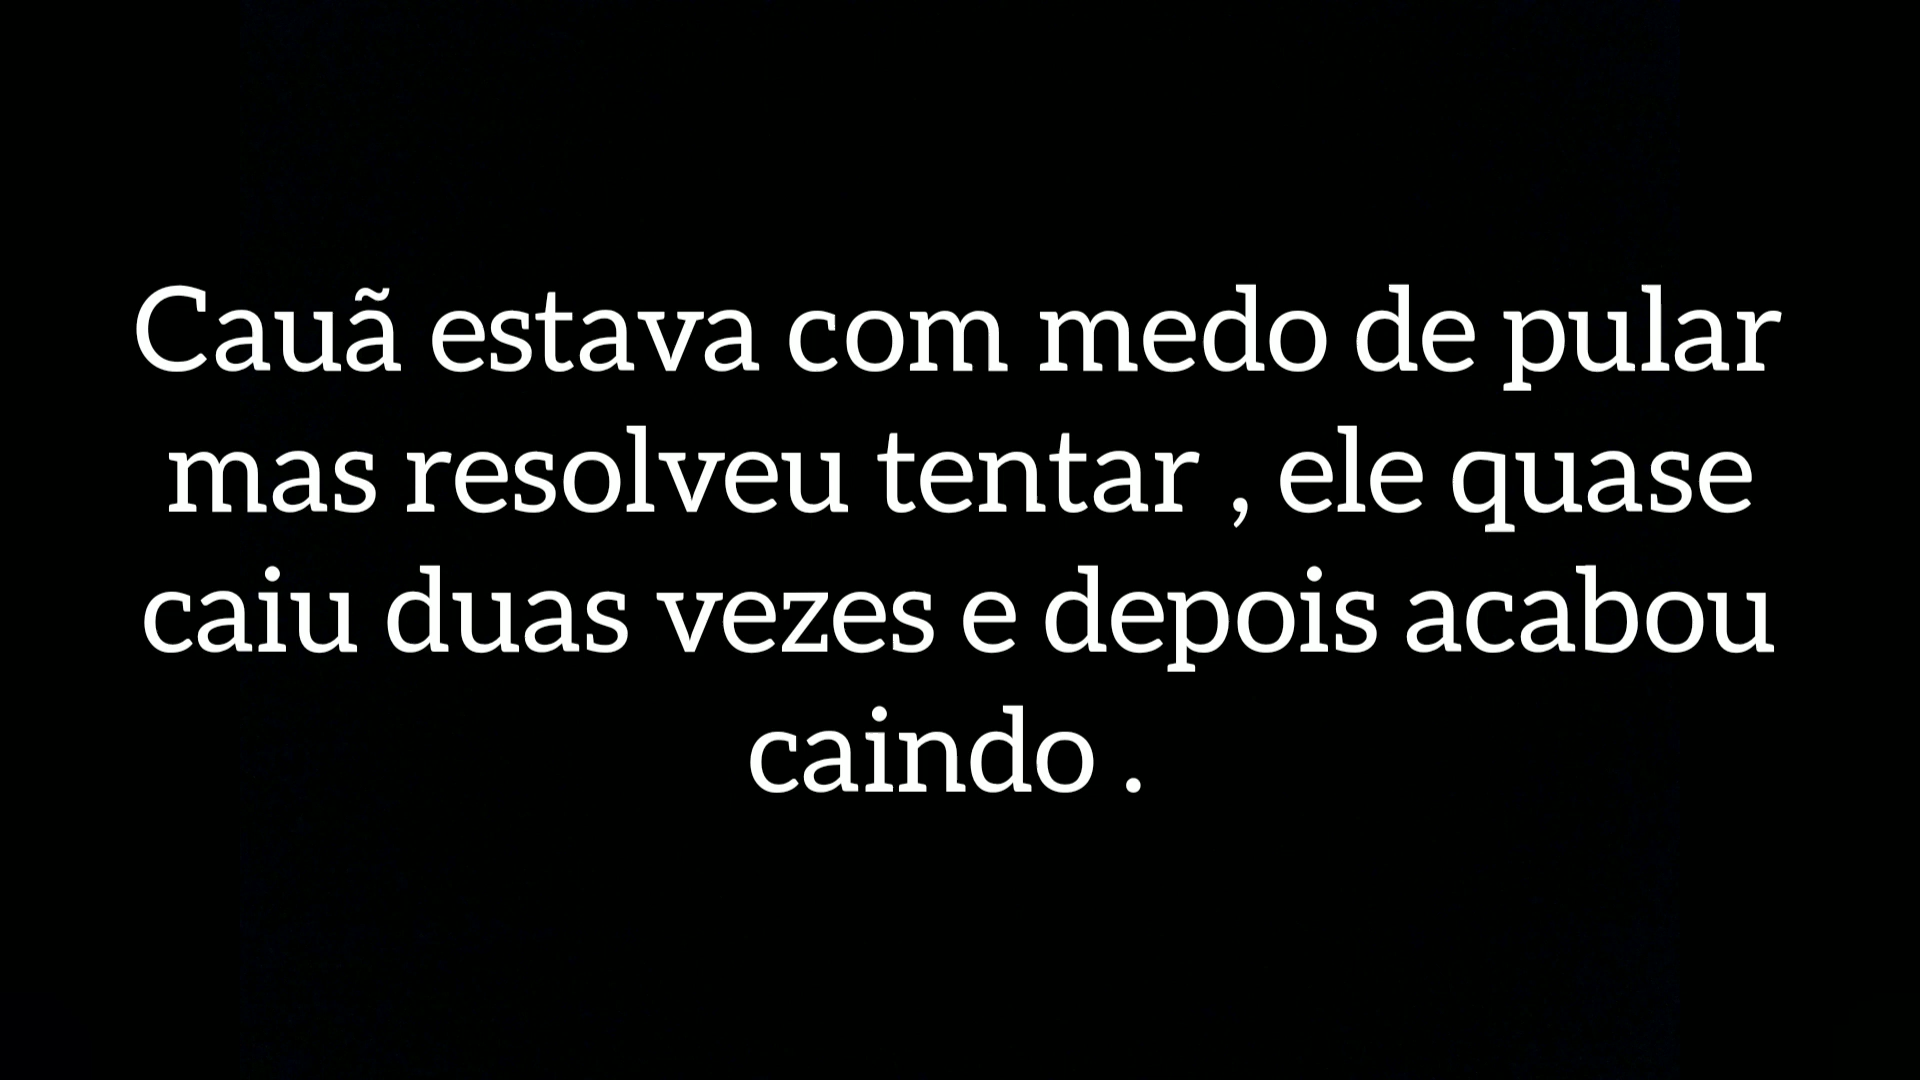 Cauã estava com medo de pular
mas resolveu tentar , ele quase
caiu duas vezes e depois acabou
caindo .